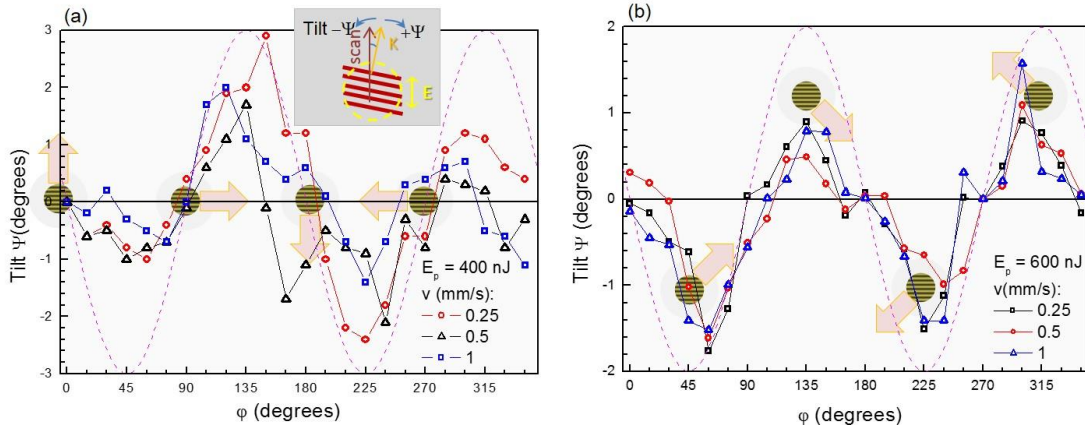 (a)
Tilt –Ψ
+Ψ
scan
K
E
3
2
1
0
-1
-2
-3
Tilt Ψ(degrees)
E_p = 400 nJ
v (mm/s):
0.25
0.5
1
0 45 90 135 180 225 270 315
φ (degrees)
(b)
2
1
0
-1
-2
Tilt Ψ (degrees)
E_p = 600 nJ
v(mm/s):
0.25
0.5
1
0 45 90 135 180 225 270 315
φ (degrees)